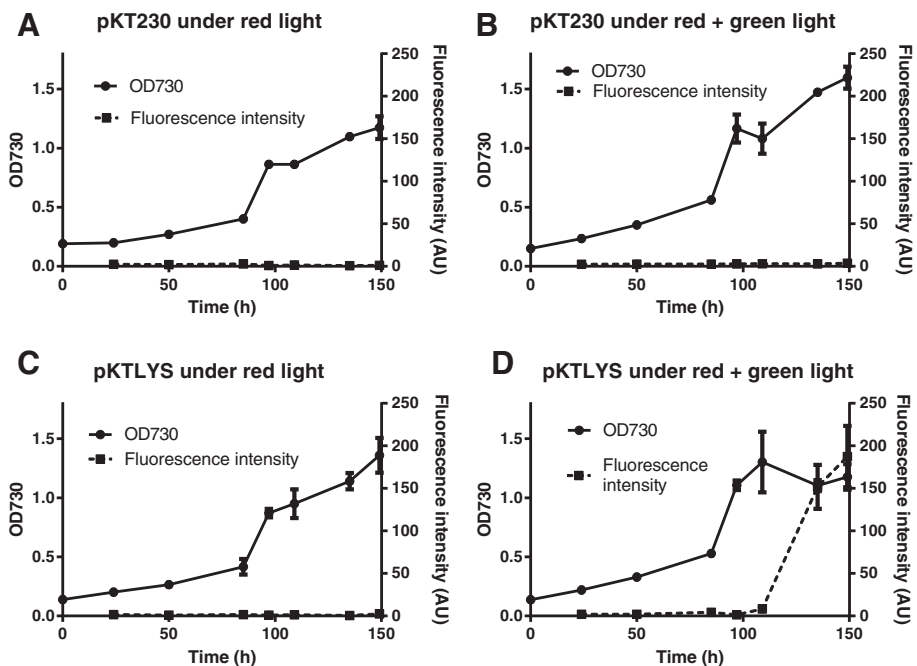 A
pKT230 under red light
OD730
Fluorescence intensity
1.5
1.0
0.5
0.0
OD730
250
200
150
100
50
0
Fluorescence intensity (AU)
0
50
100
150
Time (h)
B
pKT230 under red + green light
OD730
Fluorescence intensity
1.5
1.0
0.5
0.0
OD730
250
200
150
100
50
0
Fluorescence intensity (AU)
0
50
100
150
Time (h)
C
pKTLYS under red light
OD730
Fluorescence intensity
1.5
1.0
0.5
0.0
OD730
250
200
150
100
50
0
Fluorescence intensity (AU)
0
50
100
150
Time (h)
D
pKTLYS under red + green light
OD730
Fluorescence
intensity
1.5
1.0
0.5
0.0
OD730
250
200
150
100
50
0
Fluorescence intensity (AU)
0
50
100
150
Time (h)